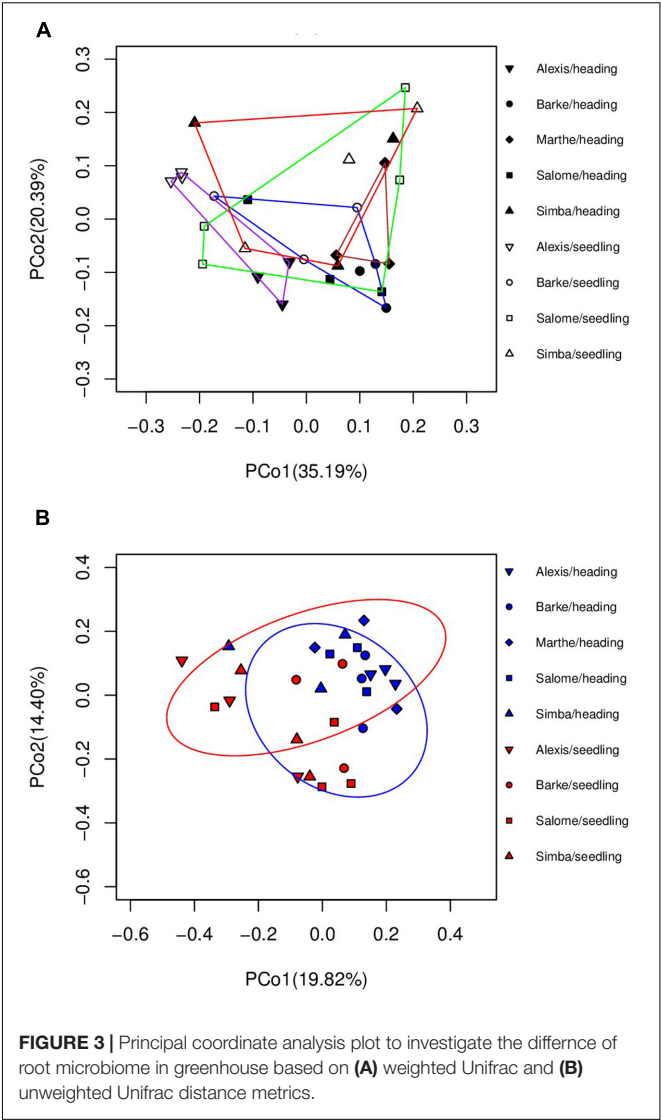 A
PCo2(20.39%)
0.3
0.2
0.1
0.0
−0.1
−0.2
−0.3
−0.3 −0.2 −0.1 0.0 0.1 0.2 0.3
PCo1(35.19%)
Alexis/heading
Barke/heading
Marthe/heading
Salome/heading
Simba/heading
Alexis/seedling
Barke/seedling
Salome/seedling
Simba/seedling
B
PCo2(14.40%)
0.4
0.2
0.0
−0.2
−0.4
−0.6
−0.6 −0.4 −0.2 0.0 0.2 0.4
PCo1(19.82%)
Alexis/heading
Barke/heading
Marthe/heading
Salome/heading
Simba/heading
Alexis/seedling
Barke/seedling
Salome/seedling
Simba/seedling
FIGURE 3 | Principal coordinate analysis plot to investigate the differnce of
root microbiome in greenhouse based on (A) weighted Unifrac and (B)
unweighted Unifrac distance metrics.